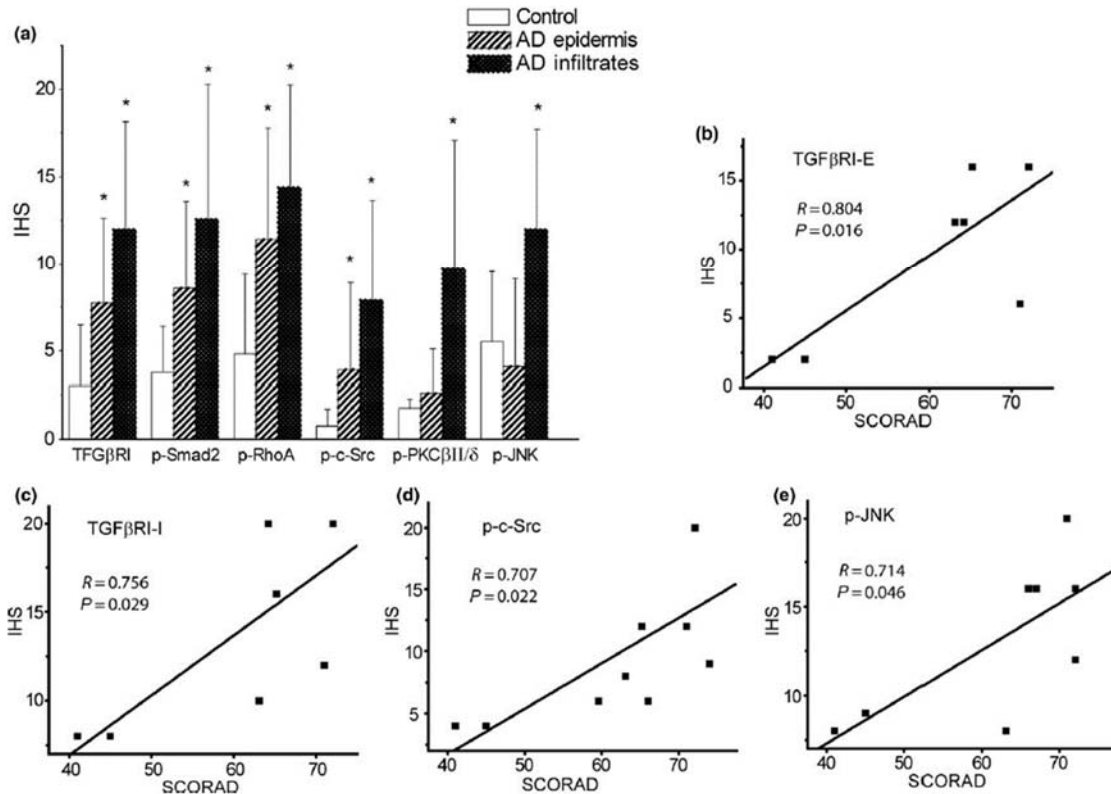 (a)
Control
AD epidermis
AD infiltrates
20
15
10
5
0
IHS
* * * * * * * * * *
TFGβRI p-Smad2 p-RhoA p-c-Src p-PKCβII/δ p-JNK
(b)
TGFβRI-E
R=0.804
P=0.016
15
10
5
0
IHS
40 50 60 70
SCORAD
(c)
TGFβRI-I
R=0.756
P=0.029
20
15
10
IHS
40 50 60 70
SCORAD
(d)
p-c-Src
R=0.707
P=0.022
20
15
10
5
IHS
40 50 60 70
SCORAD
(e)
p-JNK
R=0.714
P=0.046
20
15
10
IHS
40 50 60 70
SCORAD